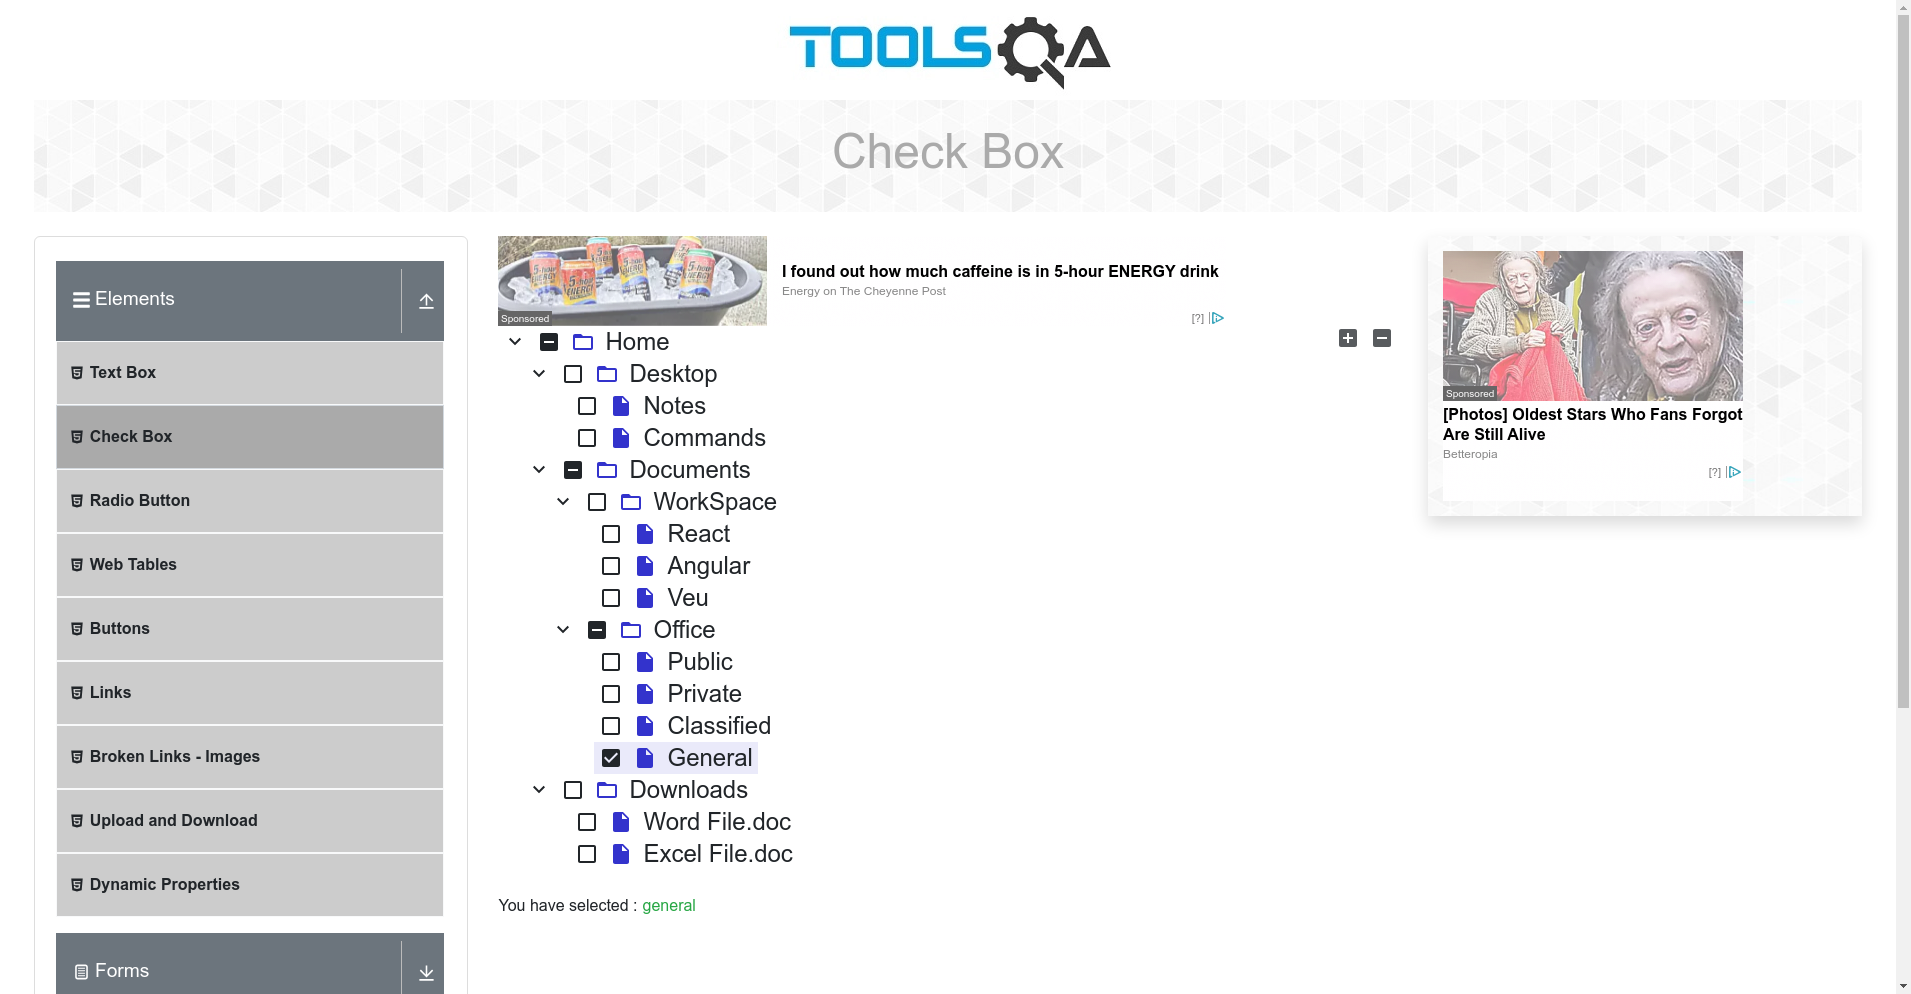 TOOLSQA
Check Box
Elements
Text Box
Check Box
Radio Button
Web Tables
Buttons
Links
Broken Links - Images
Upload and Download
Dynamic Properties
Forms
Sponsored
I found out how much caffeine is in 5-hour ENERGY drink
Energy on The Cheyenne Post
[?]
Home
Desktop
Notes
Commands
Documents
WorkSpace
React
Angular
Veu
Office
Public
Private
Classified
General
Downloads
Word File.doc
Excel File.doc
You have selected : general
Sponsored
[Photos] Oldest Stars Who Fans Forgot
Are Still Alive
Betteropia
[?]